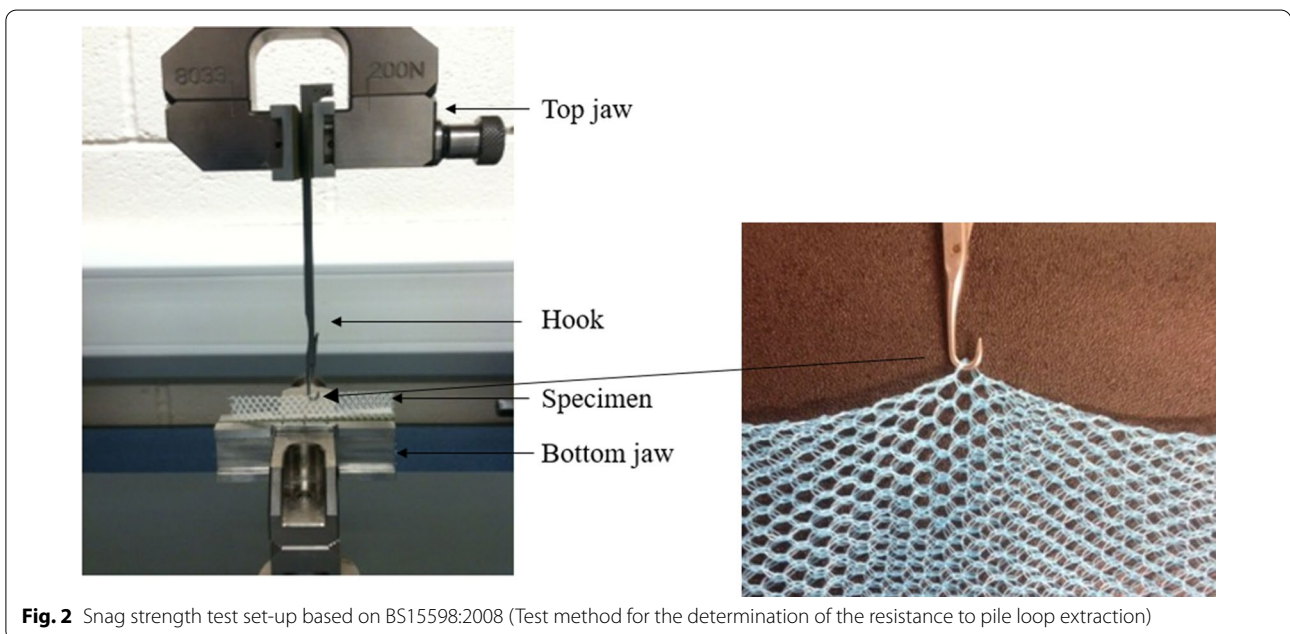 8033
200N
Top jaw
Hook
Specimen
Bottom jaw
Fig. 2 Snag strength test set-up based on BS15598:2008 (Test method for the determination of the resistance to pile loop extraction)